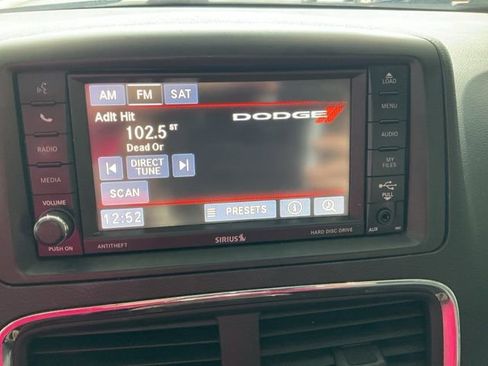 LOAD
AM FM SAT
MENU
Adlt Hit
DODGE
102.5 ST
Dead Or
RADIO
AUDIO
DIRECT
TUNE
MY
FILES
MEDIA
SCAN
PULL
VOLUME
12:52
PRESETS
PUSH ON
ANTITHEFT
SIRIUS
HARD DISC DRIVE
AUX